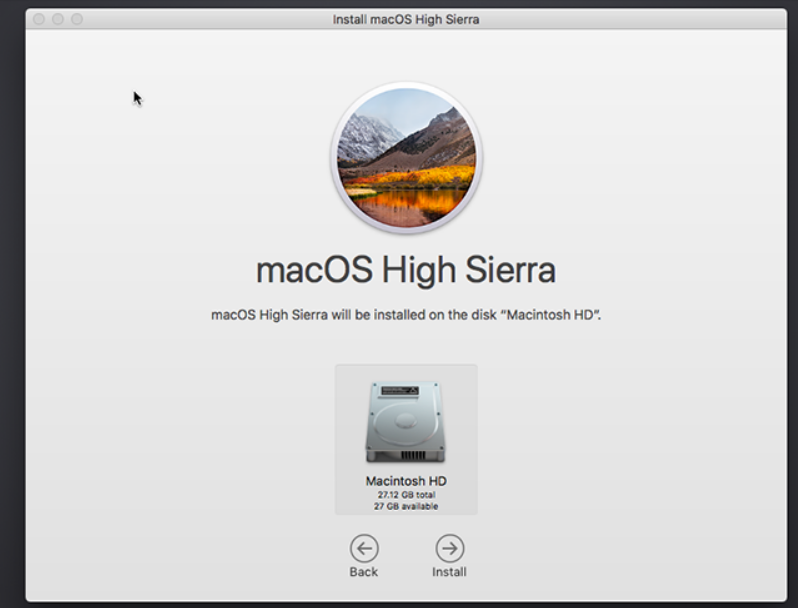 Install macOS High Sierra
macOS High Sierra
macOS High Sierra will be installed on the disk “Macintosh HD”.
Macintosh HD
27.12 GB total
27 GB available
Back
Install